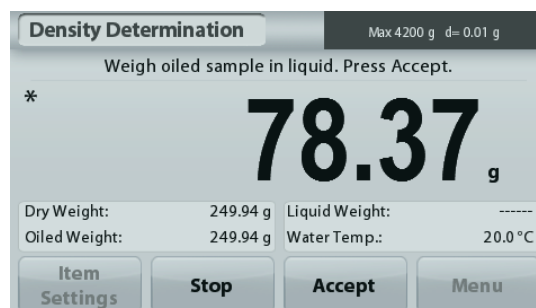 Density Determination Max 4200 g d= 0.01 g
Weigh oiled sample in liquid. Press Accept.
*
78.37 g
Dry Weight: 249.94 g Liquid Weight: ------
Oiled Weight: 249.94 g Water Temp.: 20.0 °C
Item Settings Stop Accept Menu